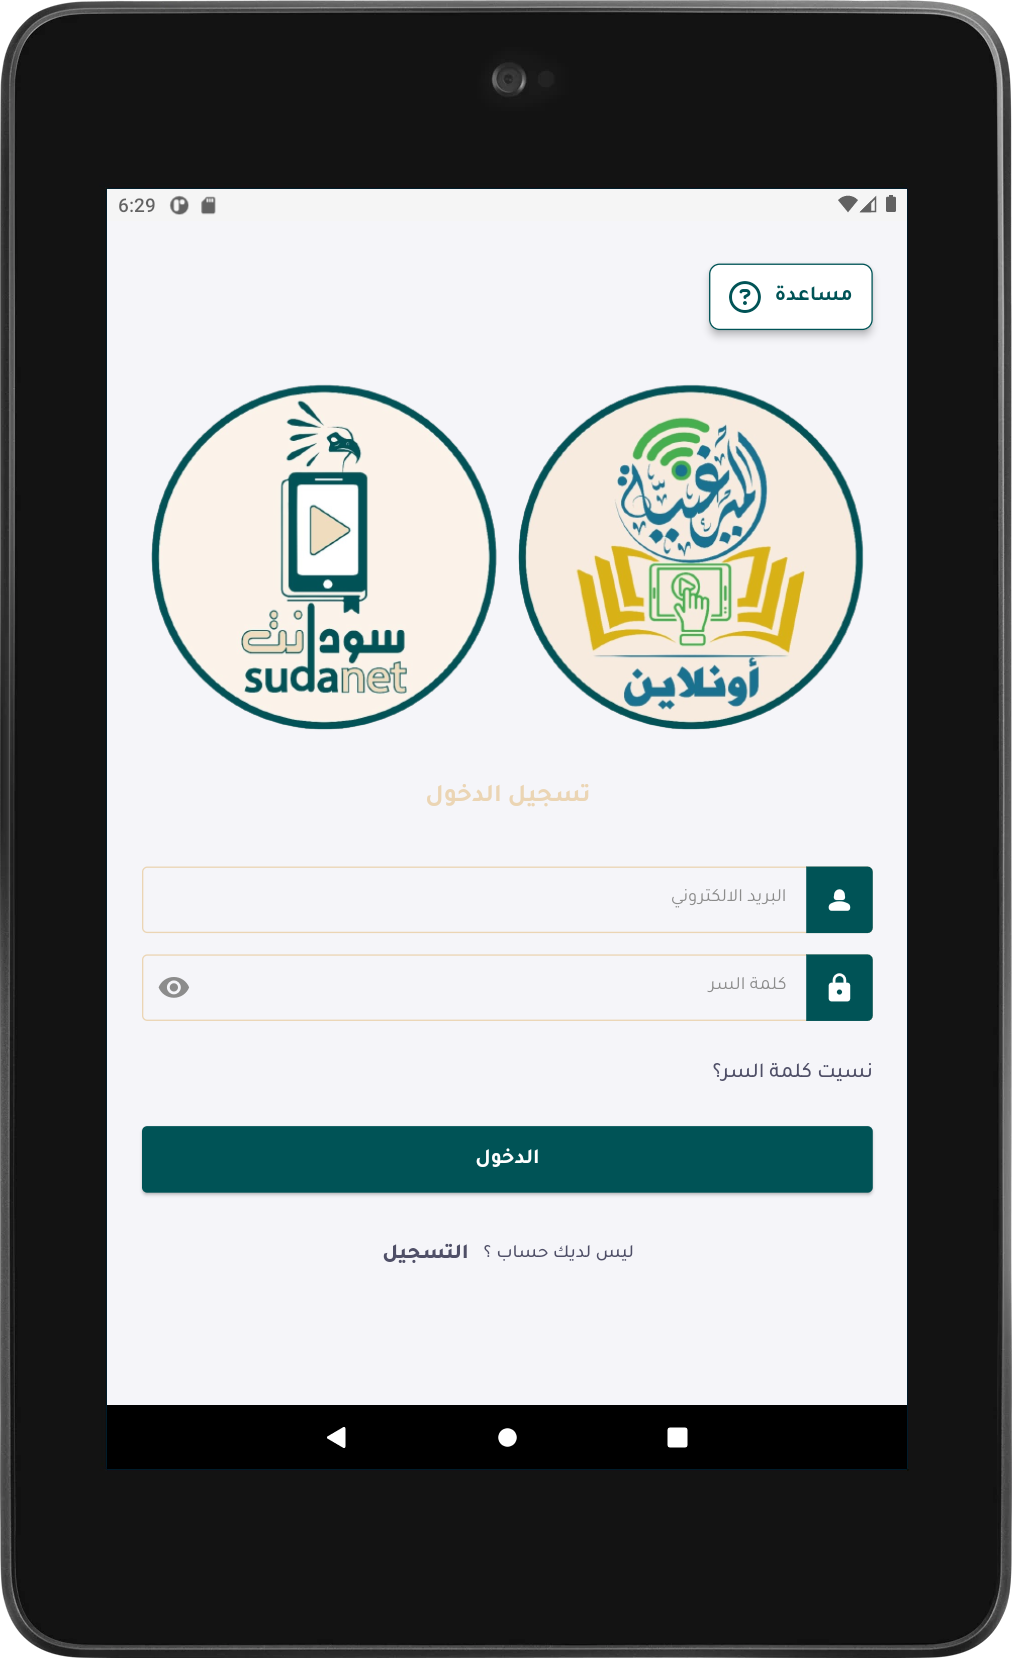 6:29
مساعدة
الميرغنية
أونلاين
سودانت
sudanet
تسجيل الدخول
البريد الالكتروني
كلمة السر
نسيت كلمة السر؟
الدخول
ليس لديك حساب ؟ التسجيل